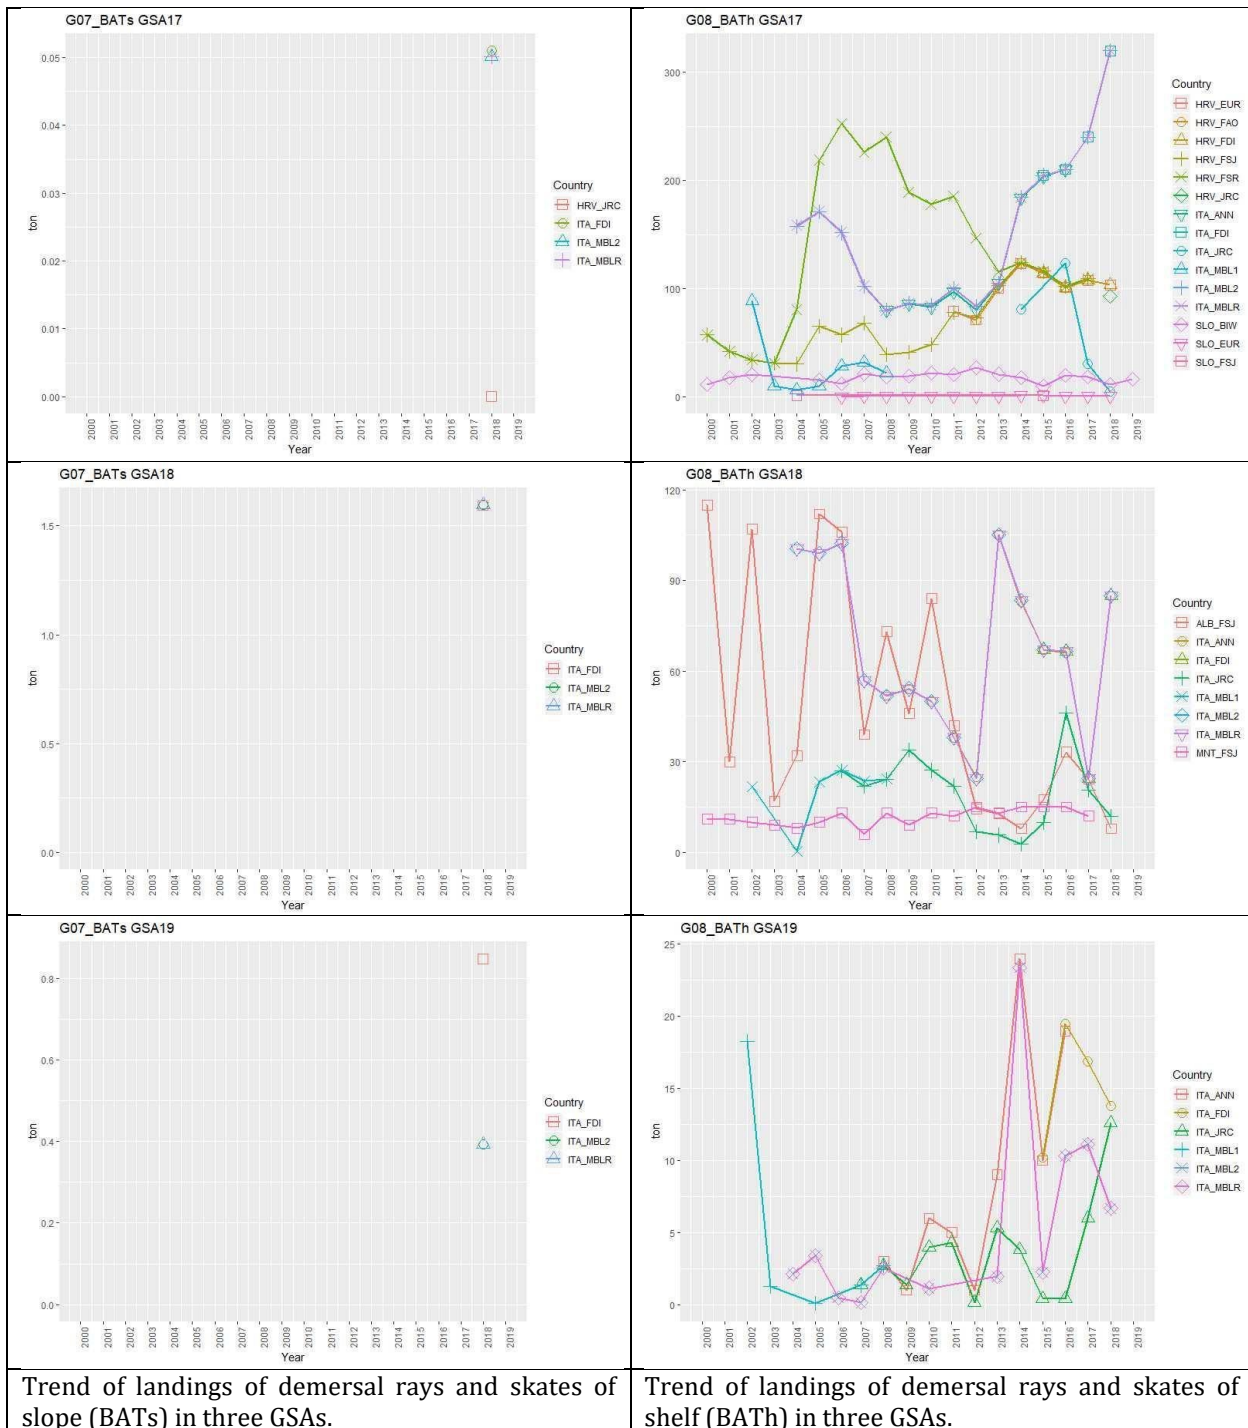 G07_BATs GSA17
0.05
0.04
0.03
0.02
0.01
0.00
ton
2000 2001 2002 2003 2004 2005 2006 2007 2008 2009 2010 2011 2012 2013 2014 2015 2016 2017 2018 2019
Year
Country
HRV_JRC
ITA_FDI
ITA_MBL2
ITA_MBLR
G08_BATh GSA17
300
200
100
0
ton
2000 2001 2002 2003 2004 2005 2006 2007 2008 2009 2010 2011 2012 2013 2014 2015 2016 2017 2018 2019
Year
Country
HRV_EUR
HRV_FAO
HRV_FDI
HRV_FSJ
HRV_FSR
HRV_JRC
ITA_ANN
ITA_FDI
ITA_JRC
ITA_MBL1
ITA_MBL2
ITA_MBLR
SLO_BIW
SLO_EUR
SLO_FSJ
G07_BATs GSA18
1.5
1.0
0.5
0.0
ton
2000 2001 2002 2003 2004 2005 2006 2007 2008 2009 2010 2011 2012 2013 2014 2015 2016 2017 2018 2019
Year
Country
ITA_FDI
ITA_MBL2
ITA_MBLR
G08_BATh GSA18
120
90
60
30
0
ton
2000 2001 2002 2003 2004 2005 2006 2007 2008 2009 2010 2011 2012 2013 2014 2015 2016 2017 2018 2019
Year
Country
ALB_FSJ
ITA_ANN
ITA_FDI
ITA_JRC
ITA_MBL1
ITA_MBL2
ITA_MBLR
MNT_FSJ
G07_BATs GSA19
0.8
0.6
0.4
0.2
0.0
ton
2000 2001 2002 2003 2004 2005 2006 2007 2008 2009 2010 2011 2012 2013 2014 2015 2016 2017 2018 2019
Year
Country
ITA_FDI
ITA_MBL2
ITA_MBLR
G08_BATh GSA19
25
20
15
10
5
0
ton
2000 2001 2002 2003 2004 2005 2006 2007 2008 2009 2010 2011 2012 2013 2014 2015 2016 2017 2018 2019
Year
Country
ITA_ANN
ITA_FDI
ITA_JRC
ITA_MBL1
ITA_MBL2
ITA_MBLR
Trend of landings of demersal rays and skates of
slope (BATs) in three GSAs.
Trend of landings of demersal rays and skates of
shelf (BATh) in three GSAs.